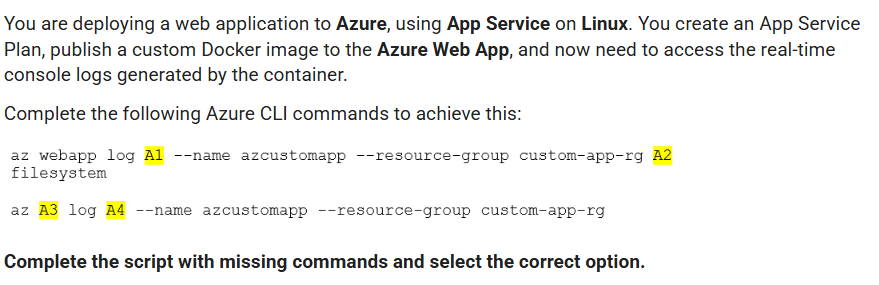 You are deploying a web application to Azure, using App Service on Linux. You create an App Service
Plan, publish a custom Docker image to the Azure Web App, and now need to access the real-time
console logs generated by the container.
Complete the following Azure CLI commands to achieve this:
az webapp log A1 --name azcustomapp --resource-group custom-app-rg A2
filesystem
az A3 log A4 --name azcustomapp --resource-group custom-app-rg
Complete the script with missing commands and select the correct option.